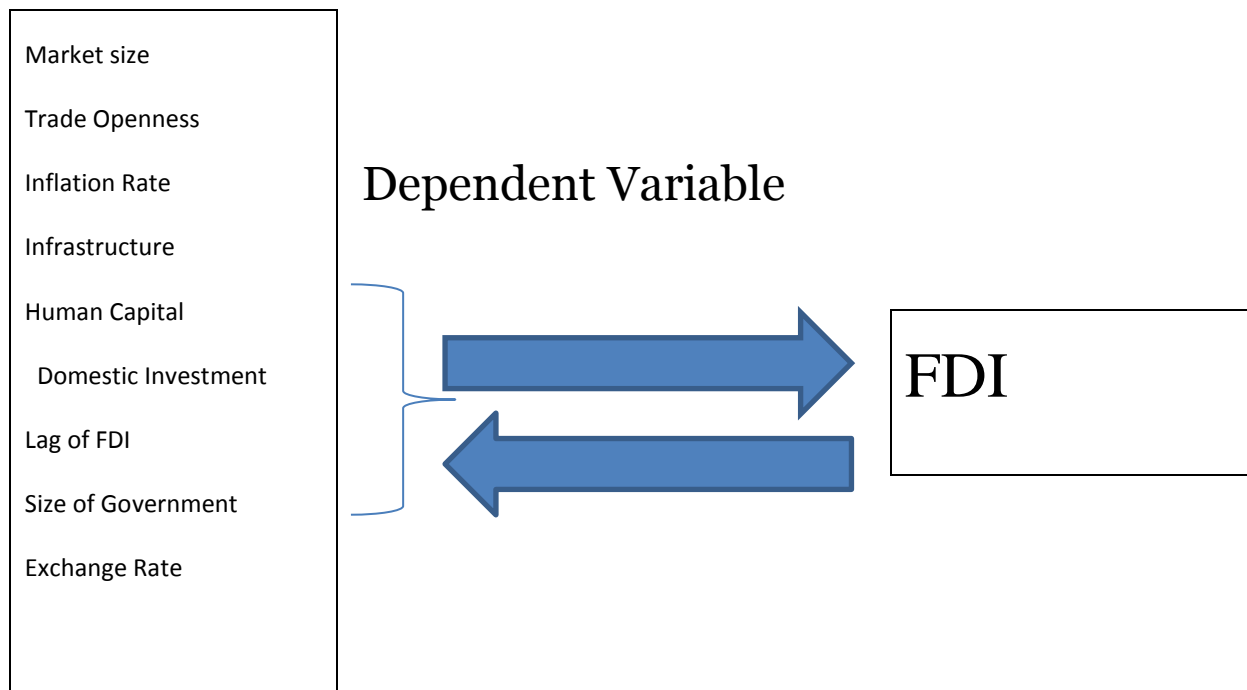 Market size
Trade Openness
Inflation Rate
Infrastructure
Human Capital
Domestic Investment
Lag of FDI
Size of Government
Exchange Rate
Dependent Variable
FDI